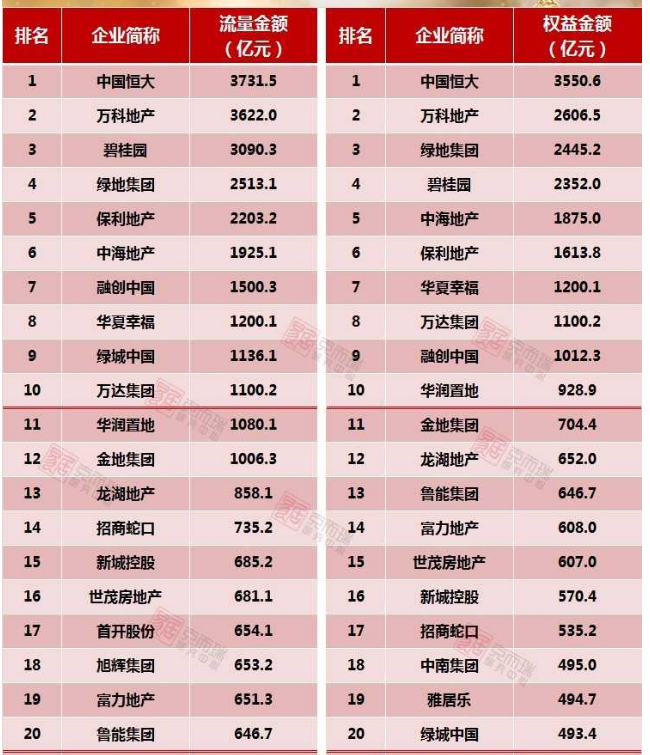 排名 企业简称 流量金额（亿元） 排名 企业简称 权益金额（亿元）
1 中国恒大 3731.5 1 中国恒大 3550.6
2 万科地产 3622.0 2 万科地产 2606.5
3 碧桂园 3090.3 3 绿地集团 2445.2
4 绿地集团 2513.1 4 碧桂园 2352.0
5 保利地产 2203.2 5 中海地产 1875.0
6 中海地产 1925.1 6 保利地产 1613.8
7 融创中国 1500.3 7 华夏幸福 1200.1
8 华夏幸福 1200.1 8 万达集团 1100.2
9 绿城中国 1136.1 9 融创中国 1012.3
10 万达集团 1100.2 10 华润置地 928.9
11 华润置地 1080.1 11 金地集团 704.4
12 金地集团 1006.3 12 龙湖地产 652.0
13 龙湖地产 858.1 13 鲁能集团 646.7
14 招商蛇口 735.2 14 富力地产 608.0
15 新城控股 685.2 15 世茂房地产 607.0
16 世茂房地产 681.1 16 新城控股 570.4
17 首开股份 654.1 17 招商蛇口 535.2
18 旭辉集团 653.2 18 中南集团 495.0
19 富力地产 651.3 19 雅居乐 494.7
20 鲁能集团 646.7 20 绿城中国 493.4
克而瑞